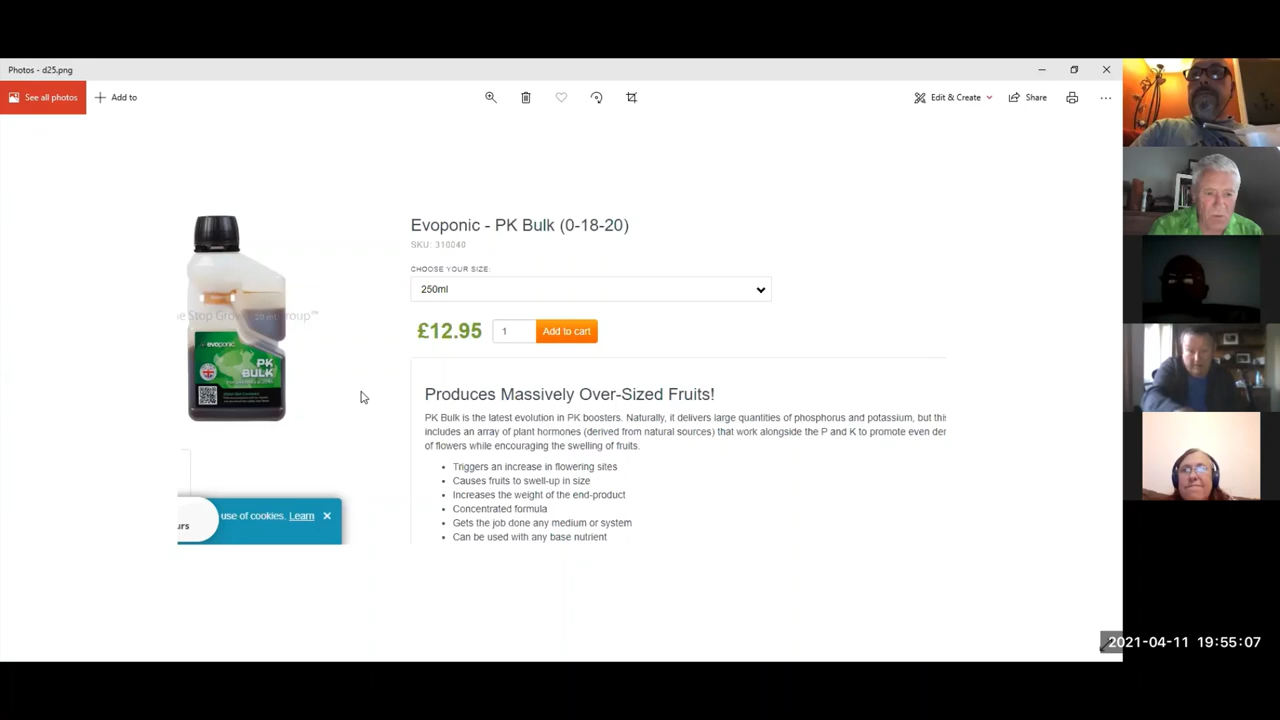 Photos - d25.png
See all photos
Add to
Edit & Create
Share
Evoponic - PK Bulk (0-18-20)
SKU: 310040
CHOOSE YOUR SIZE:
250ml
£12.95
1
Add to cart
evoponic
PK
BULK
Produces Massively Over-Sized Fruits!
PK Bulk is the latest evolution in PK boosters. Naturally, it delivers large quantities of phosphorus and potassium, but this
includes an array of plant hormones (derived from natural sources) that work alongside the P and K to promote even der
of flowers while encouraging the swelling of fruits.
• Triggers an increase in flowering sites
• Causes fruits to swell-up in size
• Increases the weight of the end-product
• Concentrated formula
• Gets the job done any medium or system
• Can be used with any base nutrient
use of cookies. Learn
urs
2021-04-11 19:55:07